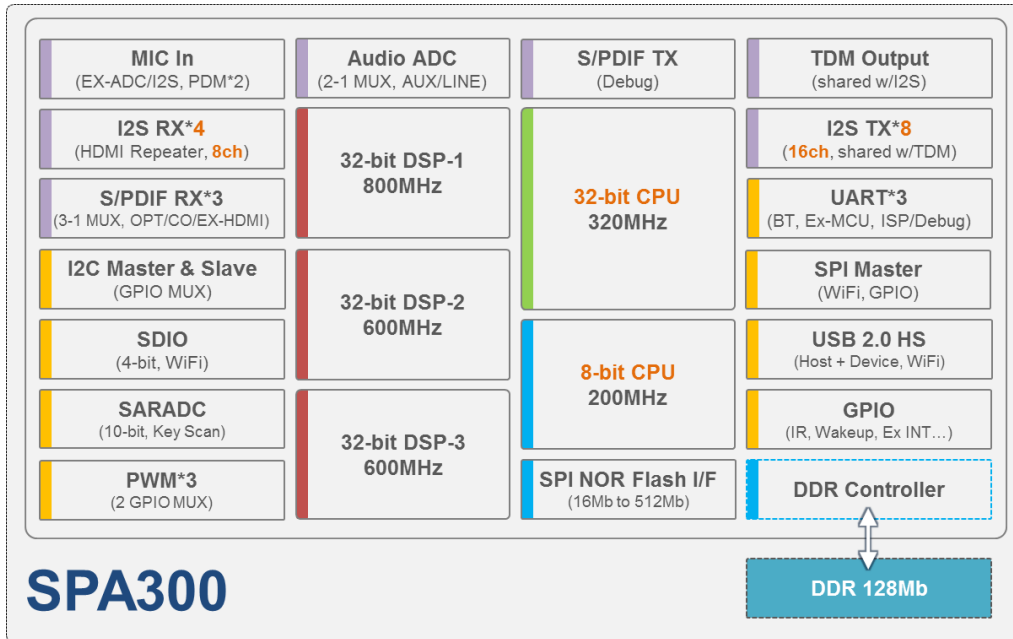 MIC In
(EX-ADC/I2S, PDM*2)
Audio ADC
(2-1 MUX, AUX/LINE)
S/PDIF TX
(Debug)
TDM Output
(shared w/I2S)
I2S RX*4
(HDMI Repeater, 8ch)
32-bit DSP-1
800MHz
32-bit CPU
320MHz
I2S TX*8
(16ch, shared w/TDM)
S/PDIF RX*3
(3-1 MUX, OPT/CO/EX-HDMI)
UART*3
(BT, Ex-MCU, ISP/Debug)
I2C Master & Slave
(GPIO MUX)
32-bit DSP-2
600MHz
SPI Master
(WiFi, GPIO)
SDIO
(4-bit, WiFi)
8-bit CPU
200MHz
USB 2.0 HS
(Host + Device, WiFi)
SARADC
(10-bit, Key Scan)
32-bit DSP-3
600MHz
GPIO
(IR, Wakeup, Ex INT...)
PWM*3
(2 GPIO MUX)
SPI NOR Flash I/F
(16Mb to 512Mb)
DDR Controller
SPA300
DDR 128Mb